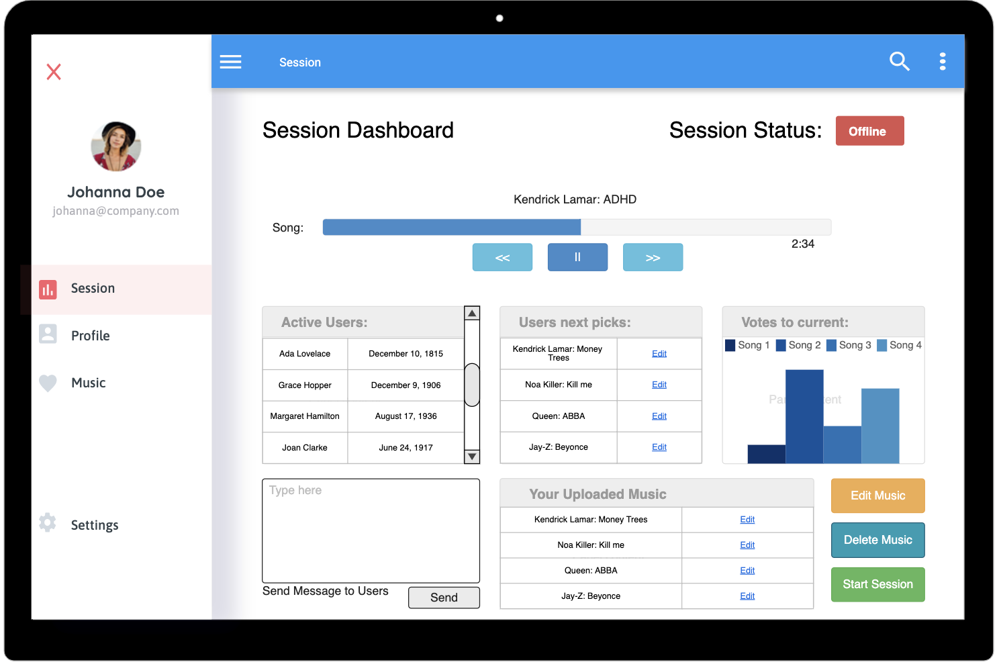 Session
Session Dashboard
Session Status:
Offline
Johanna Doe
johanna@company.com
Kendrick Lamar: ADHD
Song:
2:34
<<
II
>>
Session
Profile
Music
Settings
Active Users:
Ada Lovelace December 10, 1815
Grace Hopper December 9, 1906
Margaret Hamilton August 17, 1936
Joan Clarke June 24, 1917
Users next picks:
Kendrick Lamar: Money
Trees
Edit
Noa Killer: Kill me Edit
Queen: ABBA Edit
Jay-Z: Beyonce Edit
Votes to current:
Song 1 Song 2 Song 3 Song 4
Type here
Send Message to Users
Send
Your Uploaded Music
Kendrick Lamar: Money Trees Edit
Noa Killer: Kill me Edit
Queen: ABBA Edit
Jay-Z: Beyonce Edit
Edit Music
Delete Music
Start Session